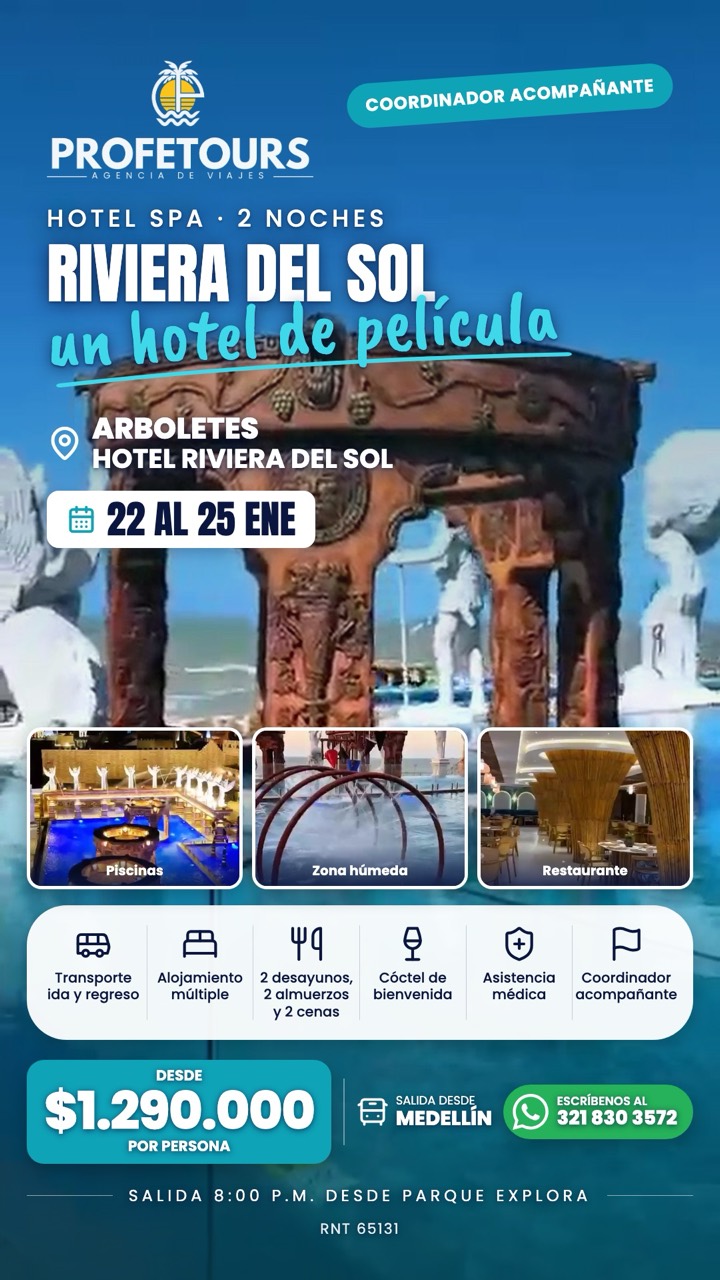 COORDINADOR ACOMPAÑANTE
PROFETOURS
AGENCIA DE VIAJES
HOTEL SPA · 2 NOCHES
RIVIERA DEL SOL
un hotel de película
ARBOLETES
HOTEL RIVIERA DEL SOL
22 AL 25 ENE
Piscinas
Zona húmeda
Restaurante
Transporte
ida y regreso
Alojamiento
múltiple
2 desayunos,
2 almuerzos
y 2 cenas
Cóctel de
bienvenida
Asistencia
médica
Coordinador
acompañante
DESDE
$1.290.000
POR PERSONA
SALIDA DESDE
MEDELLÍN
ESCRÍBENOS AL
321 830 3572
SALIDA 8:00 P.M. DESDE PARQUE EXPLORA
RNT 65131